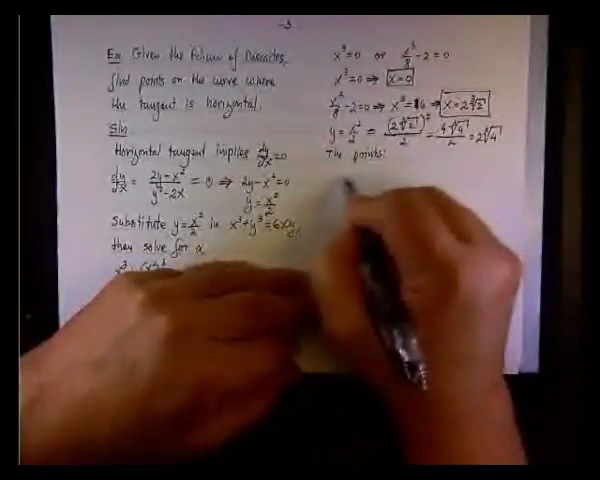 -3-
Ex Given the Folium of Descartes,
find points on the curve where
the tangent is horizontal.
Sln
Horizontal tangent implies dy/dx = 0
dy/dx = (2y - x²)/(y² - 2x) = 0 ⇒ 2y - x² = 0
y = x²/2
Substitute y = x²/2 in x³ + y³ = 6xy,
then solve for x
x³ = 0 or x³/8 - 2 = 0
x³ = 0 ⇒ x = 0
x³/8 - 2 = 0 ⇒ x³ = 16 ⇒ x = 2∛2
y = x²/2 = (2∛2)²/2 = 4∛4/2 = 2∛4
The points: